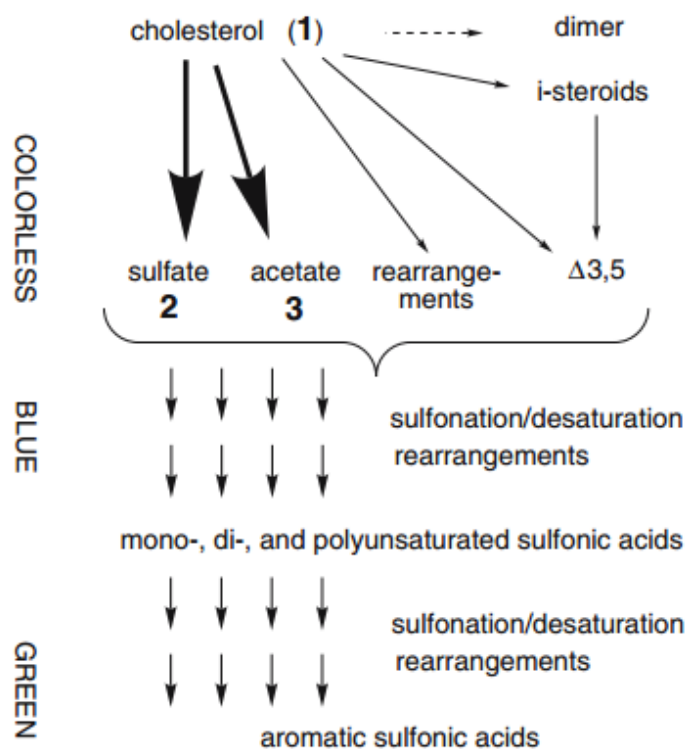 cholesterol (1)
dimer
i-steroids
COLORLESS
sulfate
2
acetate
3
rearrange-
ments
Δ3,5
BLUE
sulfonation/desaturation
rearrangements
mono-, di-, and polyunsaturated sulfonic acids
GREEN
sulfonation/desaturation
rearrangements
aromatic sulfonic acids